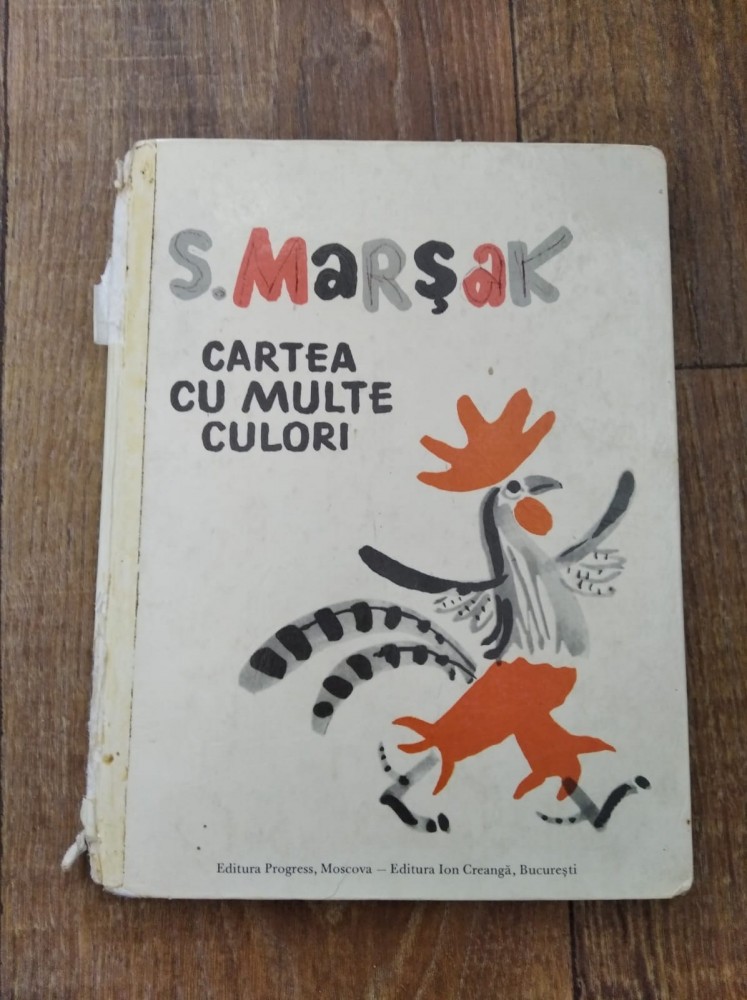 S. MaRşaK
CARTEA
CU MULTE
CULORI
Editura Progress, Moscova — Editura Ion Creangă, Bucureşti